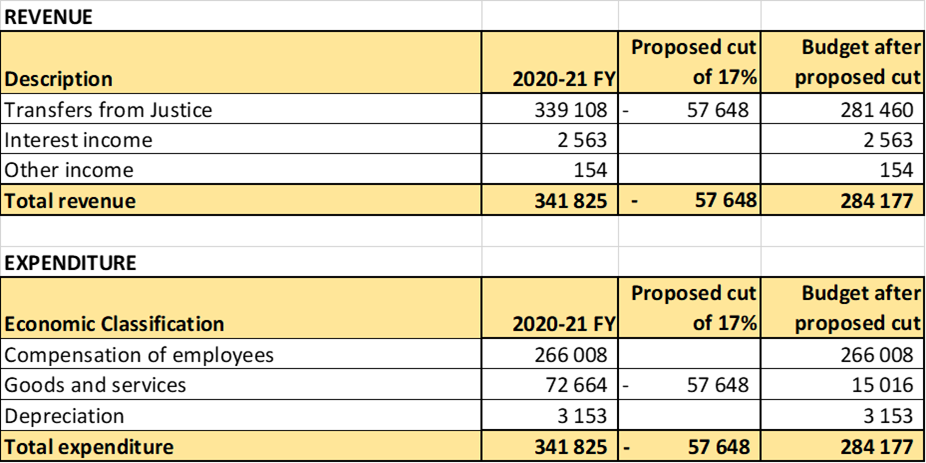 REVENUE
Description 2020-21 FY Proposed cut of 17% Budget after proposed cut
Transfers from Justice 339 108 - 57 648 281 460
Interest income 2 563 2 563
Other income 154 154
Total revenue 341 825 - 57 648 284 177
EXPENDITURE
Economic Classification 2020-21 FY Proposed cut of 17% Budget after proposed cut
Compensation of employees 266 008 266 008
Goods and services 72 664 - 57 648 15 016
Depreciation 3 153 3 153
Total expenditure 341 825 - 57 648 284 177